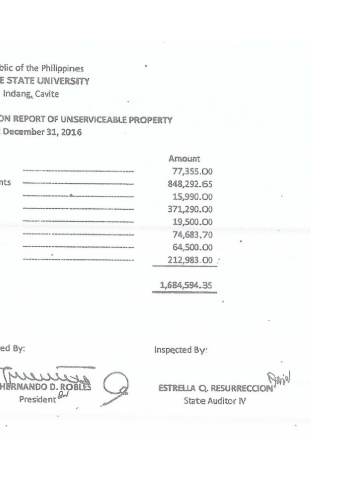 blic of the Philippines
E STATE UNIVERSITY
Indang, Cavite
ON REPORT OF UNSERVICEABLE PROPERTY
December 31, 2016
Amount
77,355.00
nts 848,292.65
15,990.00
371,290.00
19,500.00
74,683.70
64,500.00
212,983.00
1,684,594.35
ed By: Inspected By:
HERNANDO D. ROBLES ESTRELLA Q. RESURRECCION
President State Auditor IV